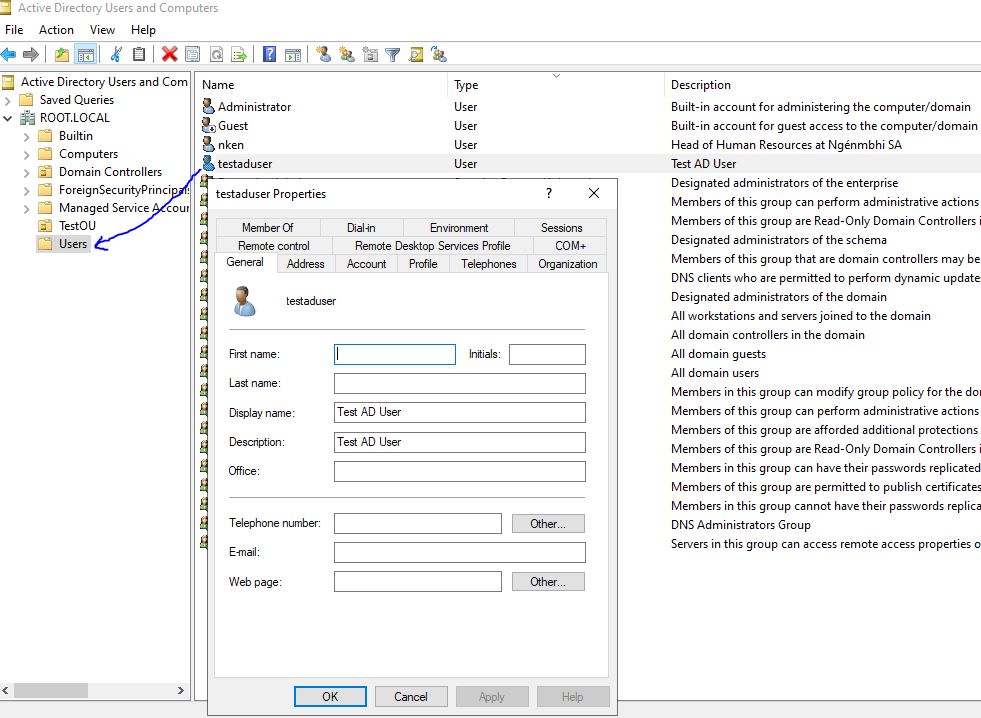 Active Directory Users and Computers
File Action View Help
Active Directory Users and Com
Saved Queries
ROOT.LOCAL
Builtin
Computers
Domain Controllers
ForeignSecurityPrincipals
Managed Service Accour
TestOU
Users
Name Type Description
Administrator User Built-in account for administering the computer/domain
Guest User Built-in account for guest access to the computer/domain
nken User Head of Human Resources at Ngénmbhi SA
testaduser User Test AD User
Designated administrators of the enterprise
Members of this group can perform administrative actions
Members of this group are Read-Only Domain Controllers i
Designated administrators of the schema
Members of this group that are domain controllers may be
DNS clients who are permitted to perform dynamic update
Designated administrators of the domain
All workstations and servers joined to the domain
All domain controllers in the domain
All domain guests
All domain users
Members in this group can modify group policy for the do
Members of this group can perform administrative actions
Members of this group are afforded additional protections
Members of this group are Read-Only Domain Controllers i
Members in this group can have their passwords replicated
Members of this group are permitted to publish certificates
Members in this group cannot have their passwords replica
DNS Administrators Group
Servers in this group can access remote access properties o
testaduser Properties ?
Member Of Dial-in Environment Sessions
Remote control Remote Desktop Services Profile COM+
General Address Account Profile Telephones Organization
testaduser
First name: Initials:
Last name:
Display name: Test AD User
Description: Test AD User
Office:
Telephone number: Other...
E-mail:
Web page: Other...
OK Cancel Apply Help